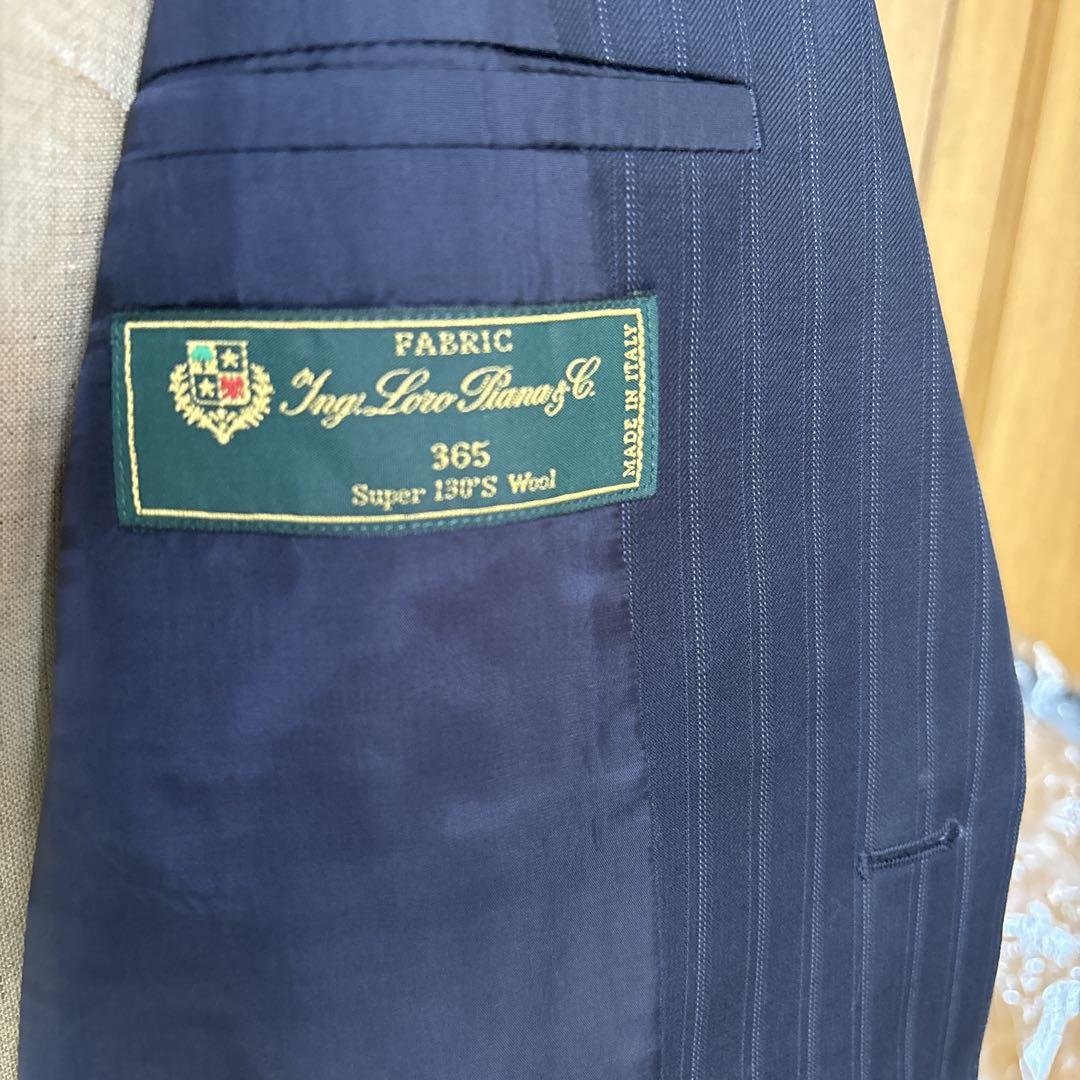 FABRIC
Ing. Loro Piana & C.
365
Super 130'S Wool
MADE IN ITALY